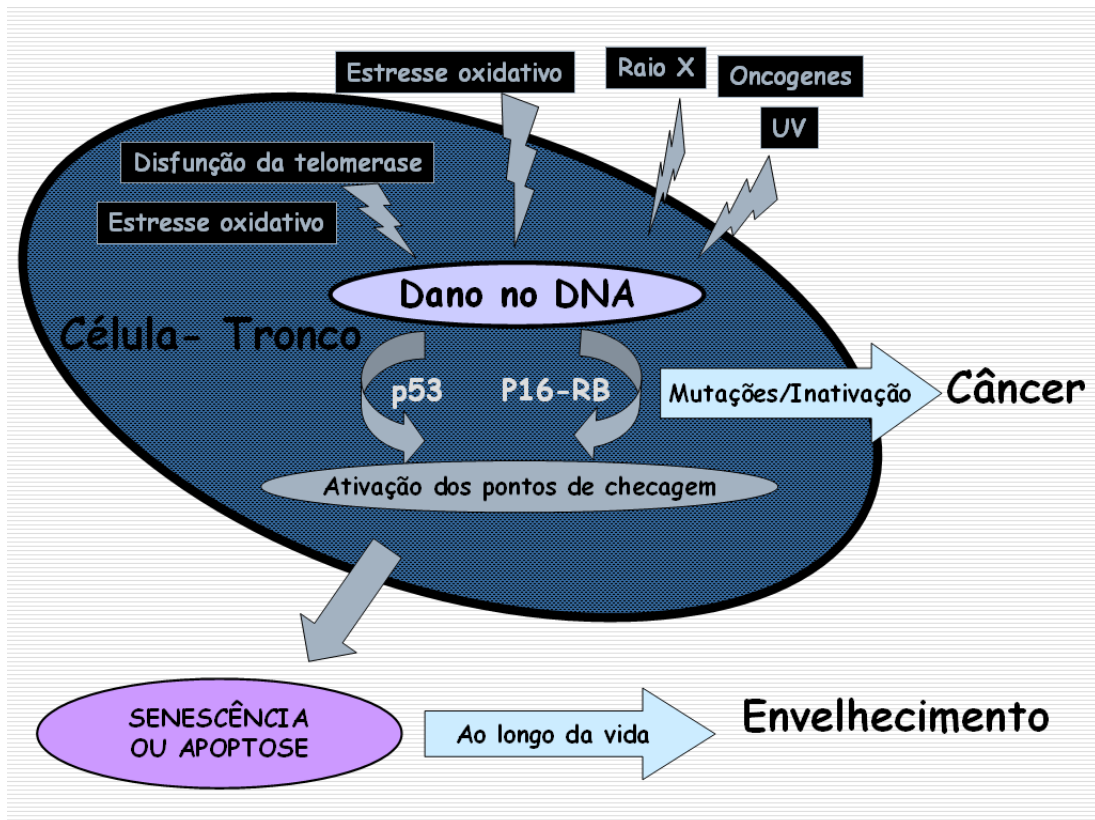 Estresse oxidativo
Raio X
Oncogenes
UV
Disfunção da telomerase
Estresse oxidativo
Dano no DNA
Célula- Tronco
p53
P16-RB
Mutações/Inativação
Câncer
Ativação dos pontos de checagem
SENESCÊNCIA
OU APOPTOSE
Ao longo da vida
Envelhecimento